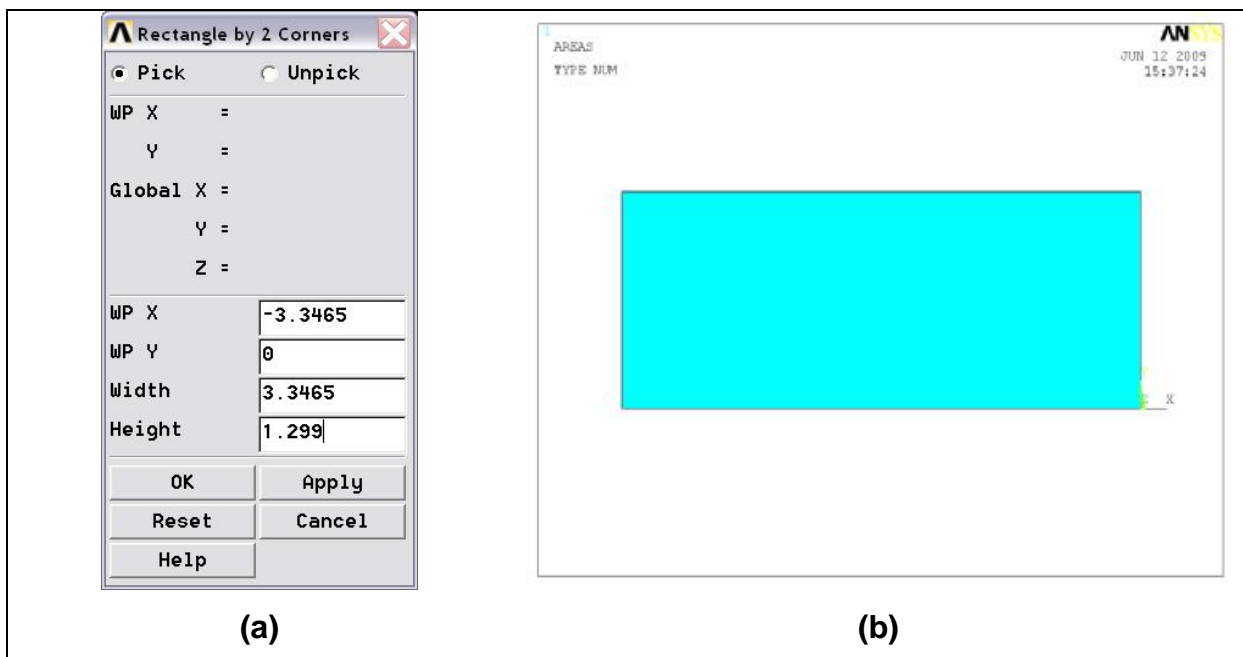 Rectangle by 2 Corners
Pick Unpick
WP X =
Y =
Global X =
Y =
Z =
WP X -3.3465
WP Y 0
Width 3.3465
Height 1.299
OK Apply
Reset Cancel
Help
(a)
1
AREAS
TYPE NUM
ANSYS
JUN 12 2009
15:37:24
X
(b)